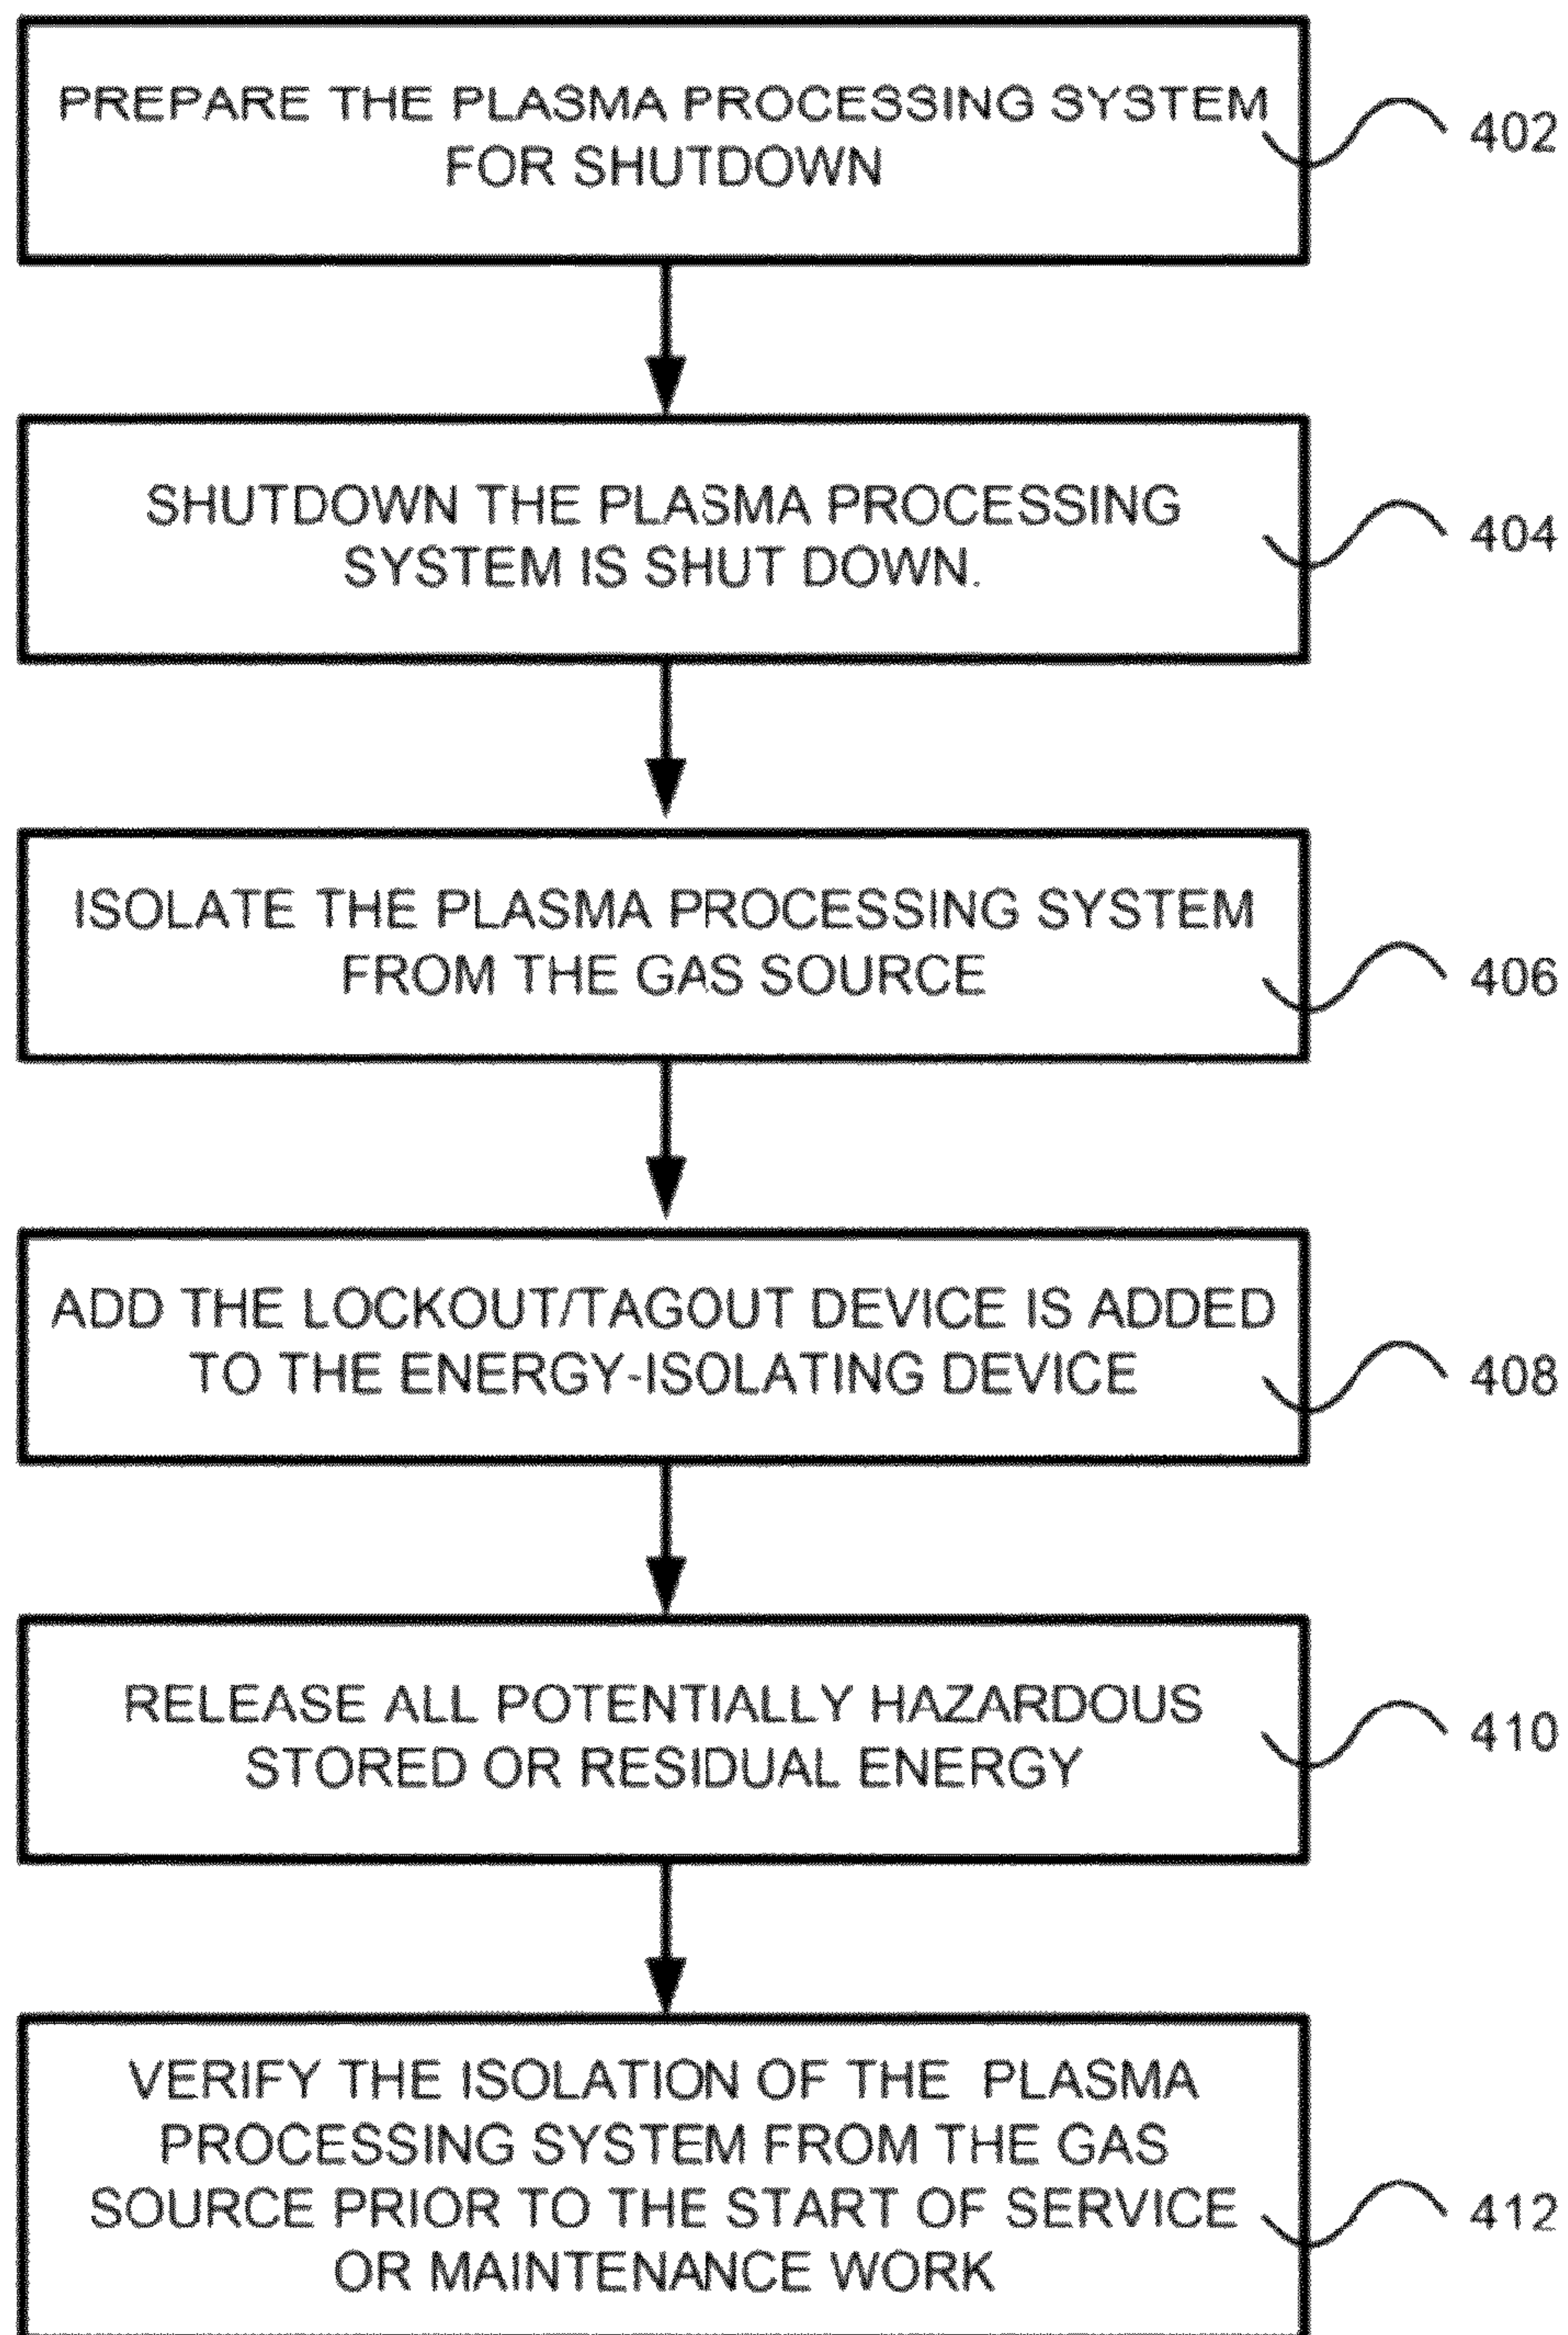 PREPARE THE PLASMA PROCESSING SYSTEM
FOR SHUTDOWN
402
SHUTDOWN THE PLASMA PROCESSING
SYSTEM IS SHUT DOWN.
404
ISOLATE THE PLASMA PROCESSING SYSTEM
FROM THE GAS SOURCE
406
ADD THE LOCKOUT/TAGOUT DEVICE IS ADDED
TO THE ENERGY-ISOLATING DEVICE
408
RELEASE ALL POTENTIALLY HAZARDOUS
STORED OR RESIDUAL ENERGY
410
VERIFY THE ISOLATION OF THE PLASMA
PROCESSING SYSTEM FROM THE GAS
SOURCE PRIOR TO THE START OF SERVICE
OR MAINTENANCE WORK
412